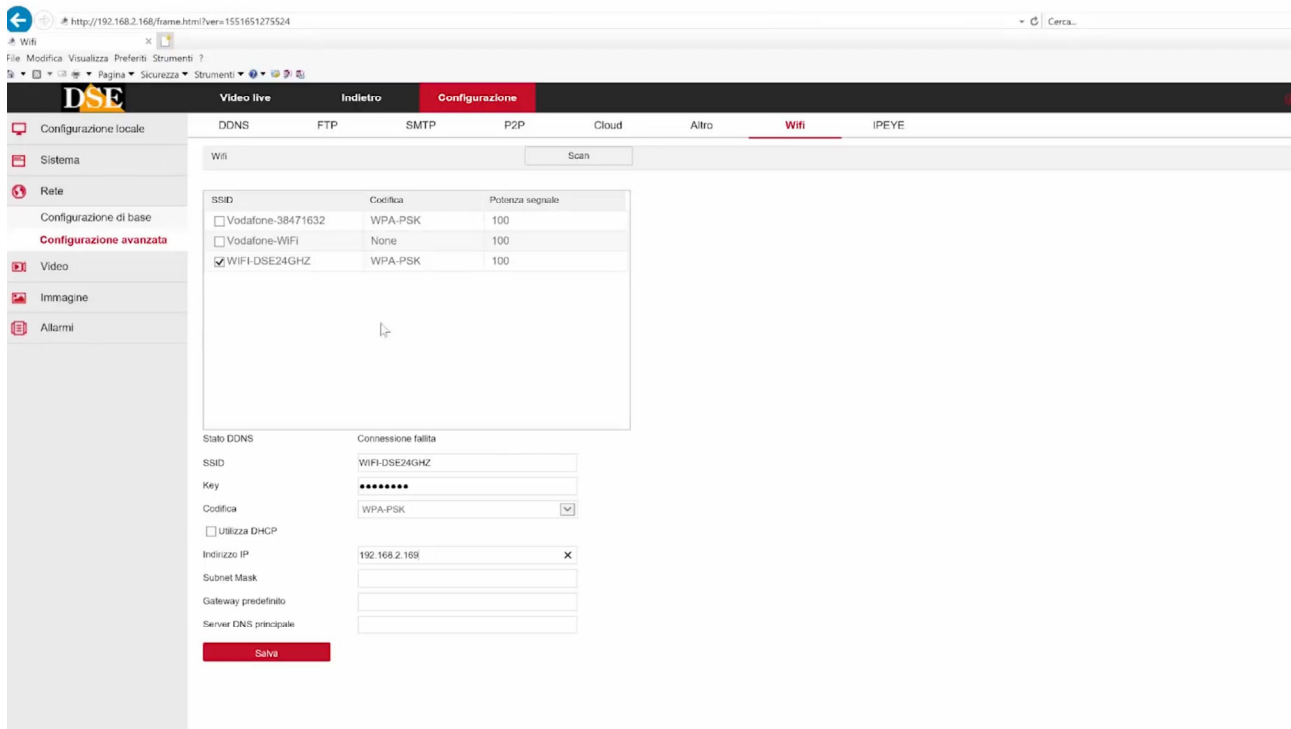 http://192.168.2.168/frame.html?ver=1551651275524
Cerca...
Wifi
File Modifica Visualizza Preferiti Strumenti ?
Pagina Sicurezza Strumenti
DSE
Video live Indietro Configurazione
DDNS FTP SMTP P2P Cloud Altro Wifi IPEYE
Configurazione locale
Sistema
Rete
Configurazione di base
Configurazione avanzata
Video
Immagine
Allarmi
Wifi Scan
SSID Codifica Potenza segnale
Vodafone-38471632 WPA-PSK 100
Vodafone-WiFi None 100
WIFI-DSE24GHZ WPA-PSK 100
Stato DDNS Connessione fallita
SSID WIFI-DSE24GHZ
Key ••••••••
Codifica WPA-PSK
Utilizza DHCP
Indirizzo IP 192.168.2.169
Subnet Mask
Gateway predefinito
Server DNS principale
Salva